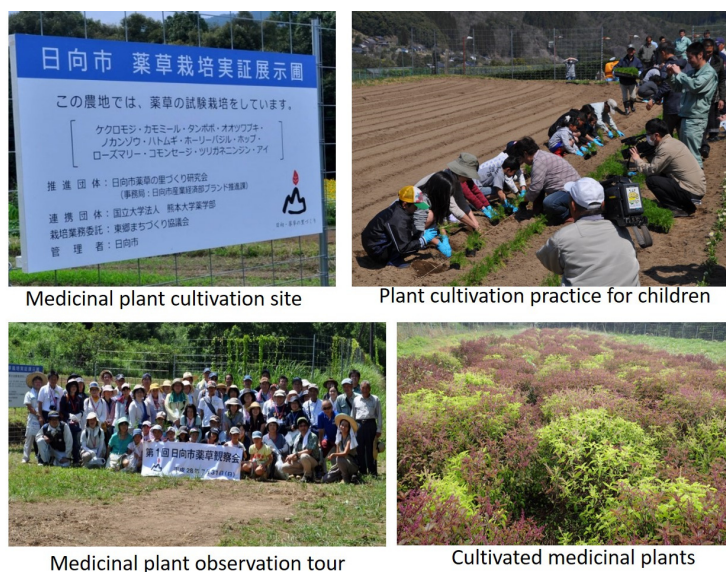 日向市 薬草栽培実証展示圃
この農地では、薬草の試験栽培をしています。
ケクロモジ・カモミール・タンポポ・オオツワブキ・
ノカンゾウ・ハトムギ・ホーリーバジル・ホップ・
ローズマリー・コモンセージ・ツリガネニンジン・アイ
推進団体：日向市薬草の里づくり研究会
（事務局：日向市産業経済部ブランド推進課）
連携団体：国立大学法人 熊本大学薬学部
栽培業務委託：東郷まちづくり協議会
管理者：日向市
Medicinal plant cultivation site
Plant cultivation practice for children
第1回日向市薬草観察会
Medicinal plant observation tour
Cultivated medicinal plants